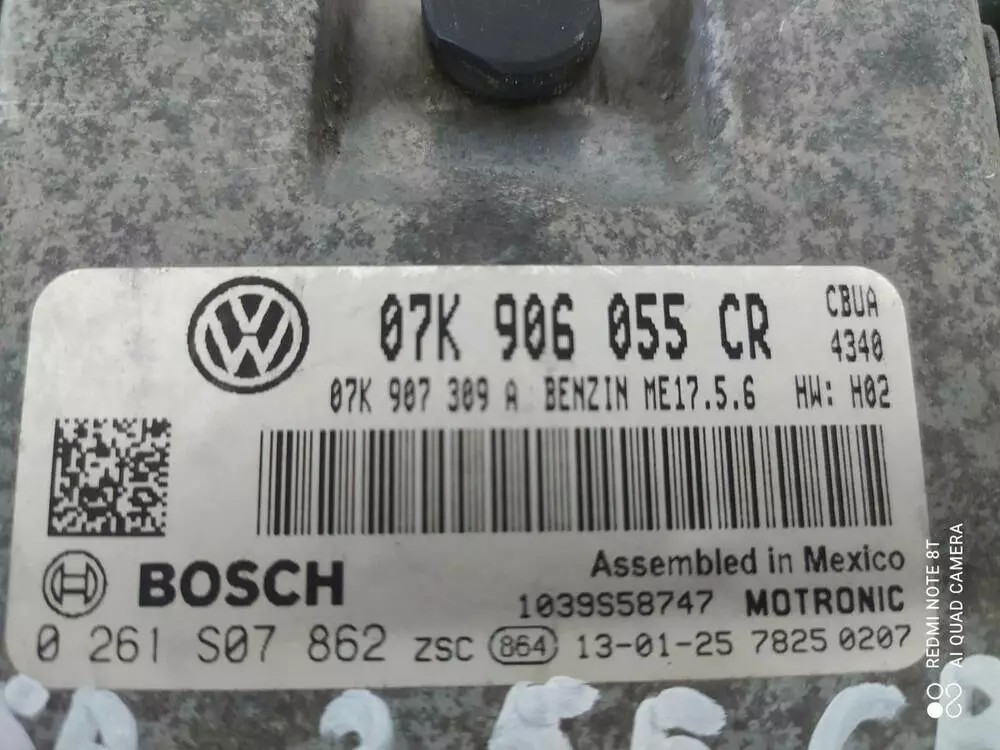 07K 906 055 CR
CBUA
4340
07K 907 309 A BENZIN ME17.5.6 HW: H02
BOSCH
Assembled in Mexico
1039S58747 MOTRONIC
0 261 S07 862 ZSC 864 13-01-25 7825 0207
REDMI NOTE 8T
AI QUAD CAMERA